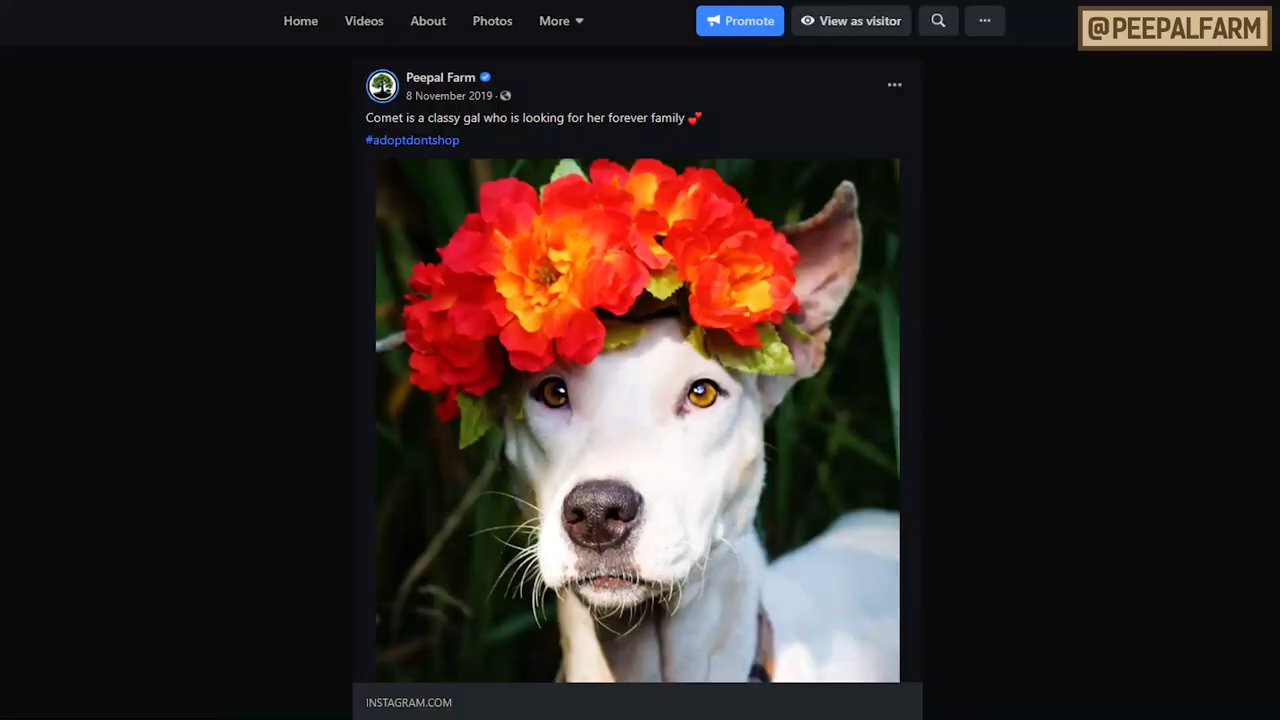 Home Videos About Photos More Promote View as visitor
@PEEPALFARM
Peepal Farm
8 November 2019 ·
Comet is a classy gal who is looking for her forever family 💕
#adoptdontshop
INSTAGRAM.COM